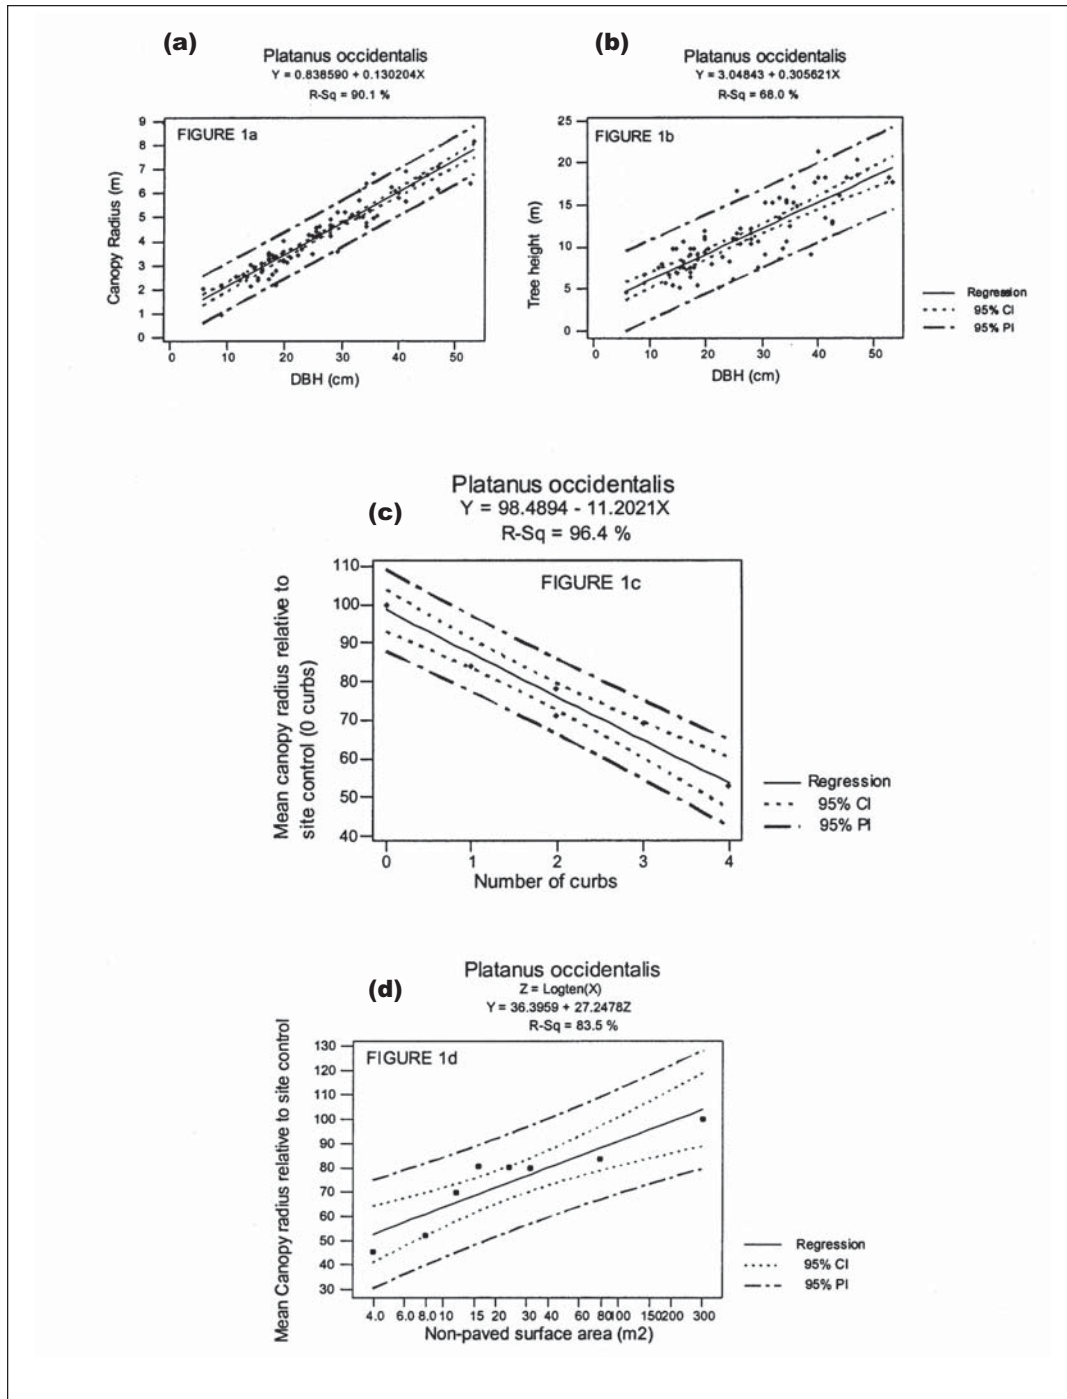 (a)
Platanus occidentalis
Y = 0.838590 + 0.130204X
R-Sq = 90.1 %
FIGURE 1a
Canopy Radius (m)
9
8
7
6
5
4
3
2
1
0
0 10 20 30 40 50
DBH (cm)
(b)
Platanus occidentalis
Y = 3.04843 + 0.305621X
R-Sq = 68.0 %
FIGURE 1b
Tree height (m)
25
20
15
10
5
0
0 10 20 30 40 50
DBH (cm)
Regression
95% CI
95% PI
(c)
Platanus occidentalis
Y = 98.4894 - 11.2021X
R-Sq = 96.4 %
FIGURE 1c
Mean canopy radius relative to
site control (0 curbs)
110
100
90
80
70
60
50
40
0 1 2 3 4
Number of curbs
Regression
95% CI
95% PI
(d)
Platanus occidentalis
Z = Logten(X)
Y = 36.3959 + 27.2478Z
R-Sq = 83.5 %
FIGURE 1d
Mean Canopy radius relative to site control
130
120
110
100
90
80
70
60
50
40
30
4.0 6.0 8.0 10 15 20 30 40 60 80 100 150 200 300
Non-paved surface area (m2)
Regression
95% CI
95% PI